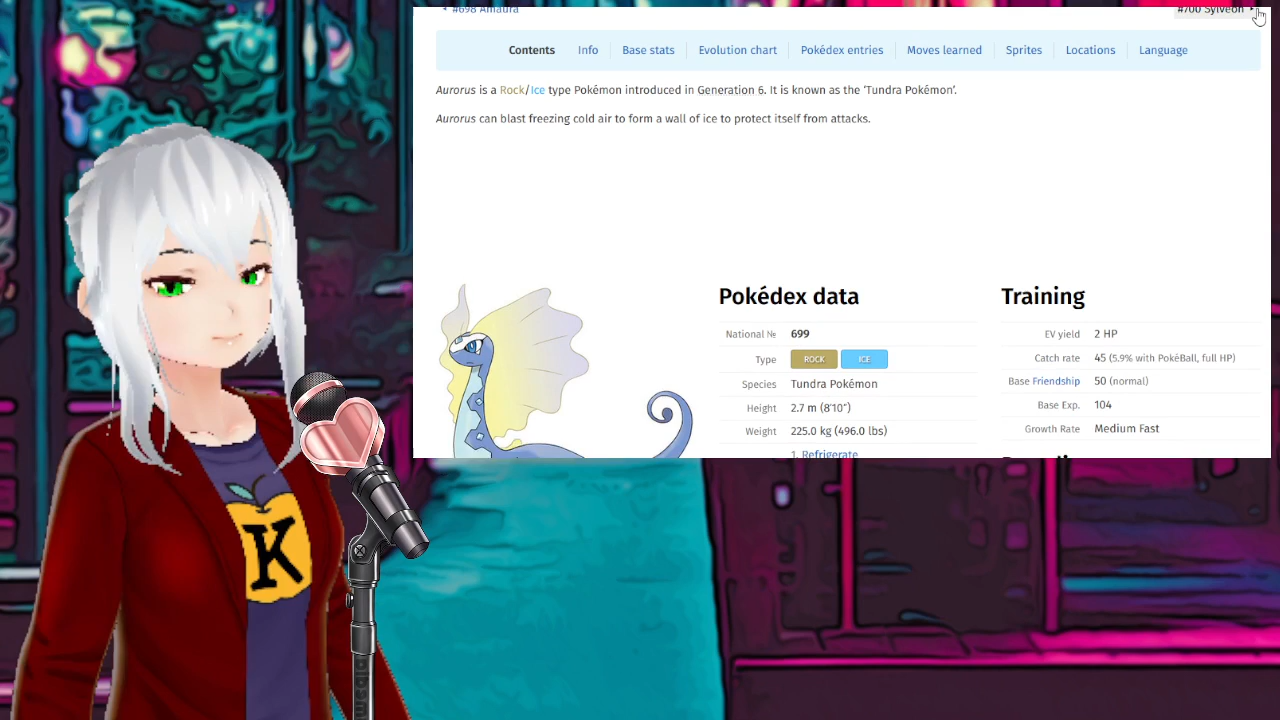 #698 Amaura
#700 Sylveon
Contents Info Base stats Evolution chart Pokédex entries Moves learned Sprites Locations Language
Aurorus is a Rock/Ice type Pokémon introduced in Generation 6. It is known as the 'Tundra Pokémon'.
Aurorus can blast freezing cold air to form a wall of ice to protect itself from attacks.
Pokédex data
National № 699
Type ROCK ICE
Species Tundra Pokémon
Height 2.7 m (8′10″)
Weight 225.0 kg (496.0 lbs)
1. Refrigerate
Training
EV yield 2 HP
Catch rate 45 (5.9% with PokéBall, full HP)
Base Friendship 50 (normal)
Base Exp. 104
Growth Rate Medium Fast
K